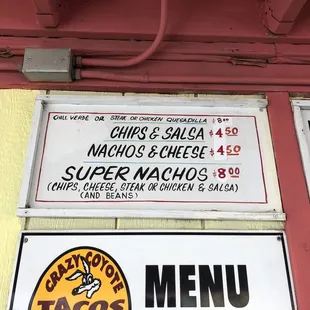 CHILI VERDE OR STEAK OR CHICKEN QUESADILLA $8.00
CHIPS & SALSA $4.50
NACHOS & CHEESE $4.50
SUPER NACHOS $8.00
(CHIPS, CHEESE, STEAK OR CHICKEN & SALSA)
(AND BEANS)
CRAZY COYOTE
TACOS
MENU